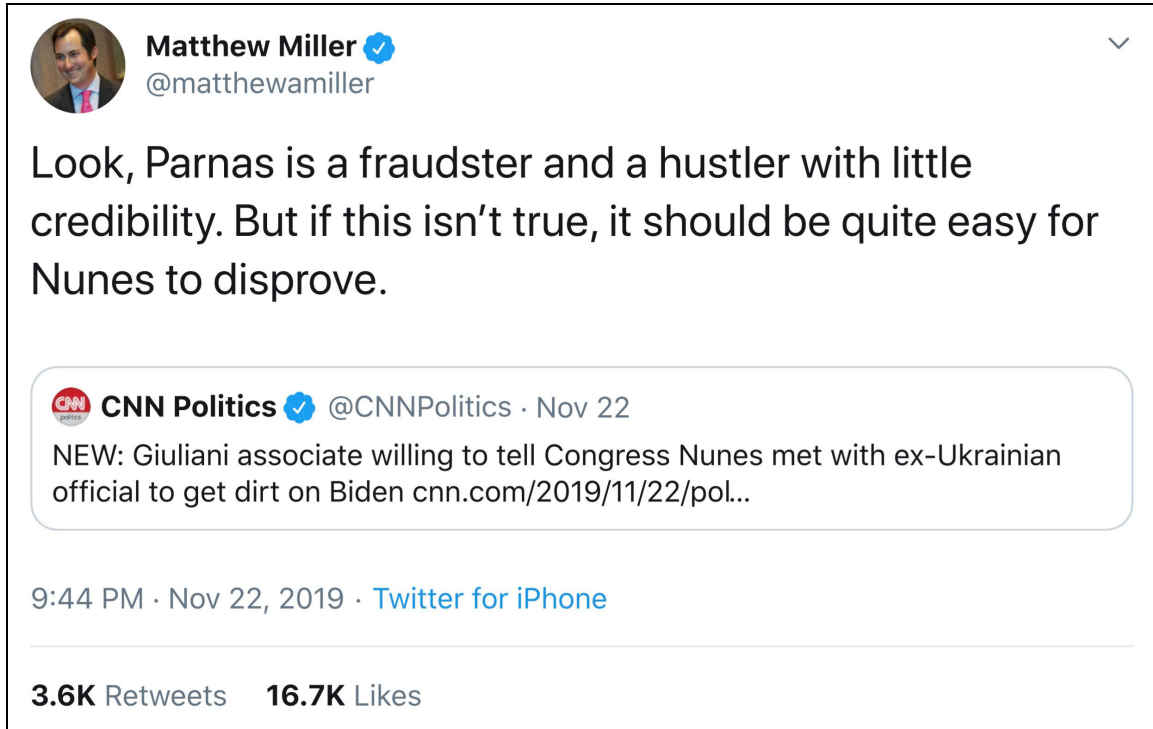 Matthew Miller
@matthewamiller
Look, Parnas is a fraudster and a hustler with little
credibility. But if this isn’t true, it should be quite easy for
Nunes to disprove.
CNN politics
CNN Politics @CNNPolitics · Nov 22
NEW: Giuliani associate willing to tell Congress Nunes met with ex-Ukrainian
official to get dirt on Biden cnn.com/2019/11/22/pol...
9:44 PM · Nov 22, 2019 · Twitter for iPhone
3.6K Retweets 16.7K Likes